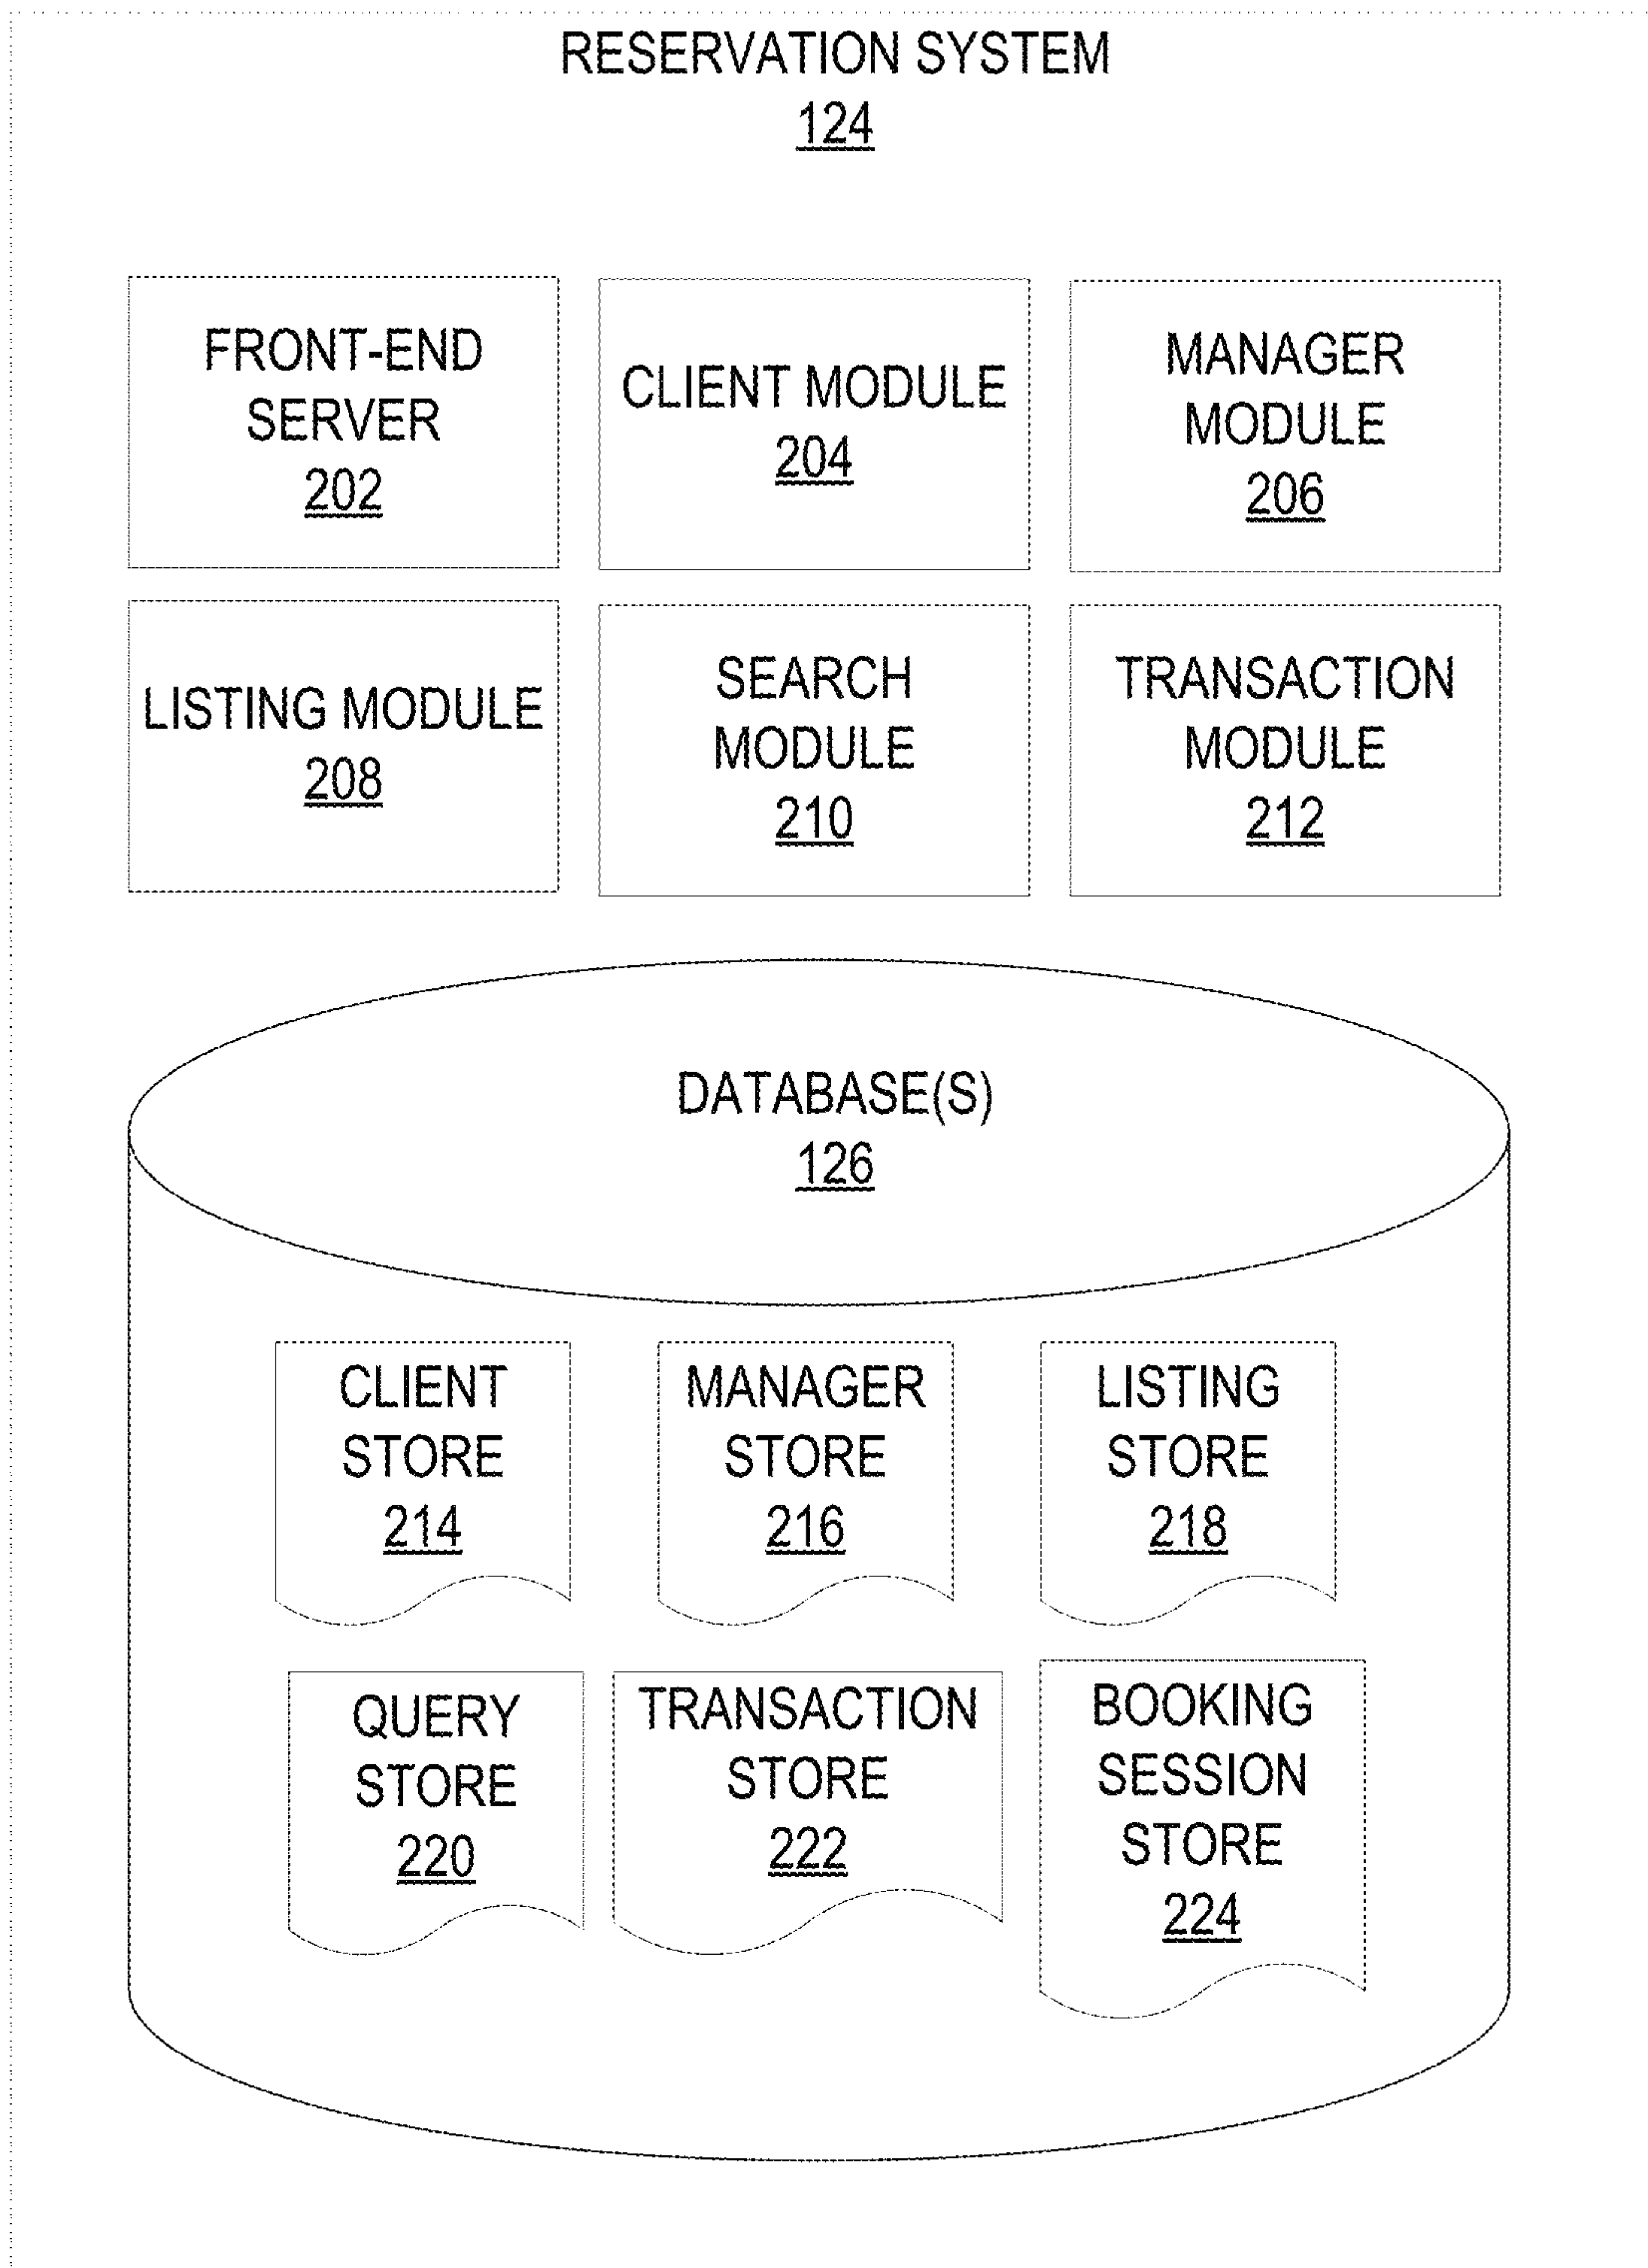 RESERVATION SYSTEM
124
FRONT-END
SERVER
202
CLIENT MODULE
204
MANAGER
MODULE
206
LISTING MODULE
208
SEARCH
MODULE
210
TRANSACTION
MODULE
212
DATABASE(S)
126
CLIENT
STORE
214
MANAGER
STORE
216
LISTING
STORE
218
QUERY
STORE
220
TRANSACTION
STORE
222
BOOKING
SESSION
STORE
224